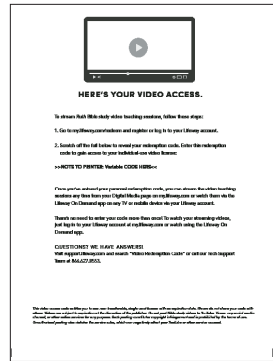 HERE'S YOUR VIDEO ACCESS.
To stream Ruth Bible study video teaching sessions, follow these steps:
1. Go to my.lifeway.com/redeem and register or log in to your Lifeway account.
2. Scratch off the foil below to reveal your redemption code. Enter this redemption
code to gain access to your individual-use video license:
>>NOTE TO PRINTER: Variable CODE HERE<<
Once you've entered your personal redemption code, you can stream the video teaching
sessions any time from your Digital Media page on my.lifeway.com or watch them via the
Lifeway On Demand app on any TV or mobile device via your Lifeway account.
There's no need to enter your code more than once! To watch your streaming videos,
just log in to your Lifeway account at my.lifeway.com or watch using the Lifeway On
Demand app.
QUESTIONS? WE HAVE ANSWERS!
Visit support.lifeway.com and search "Video Redemption Code" or call our Tech Support
Team at 866.627.8553.